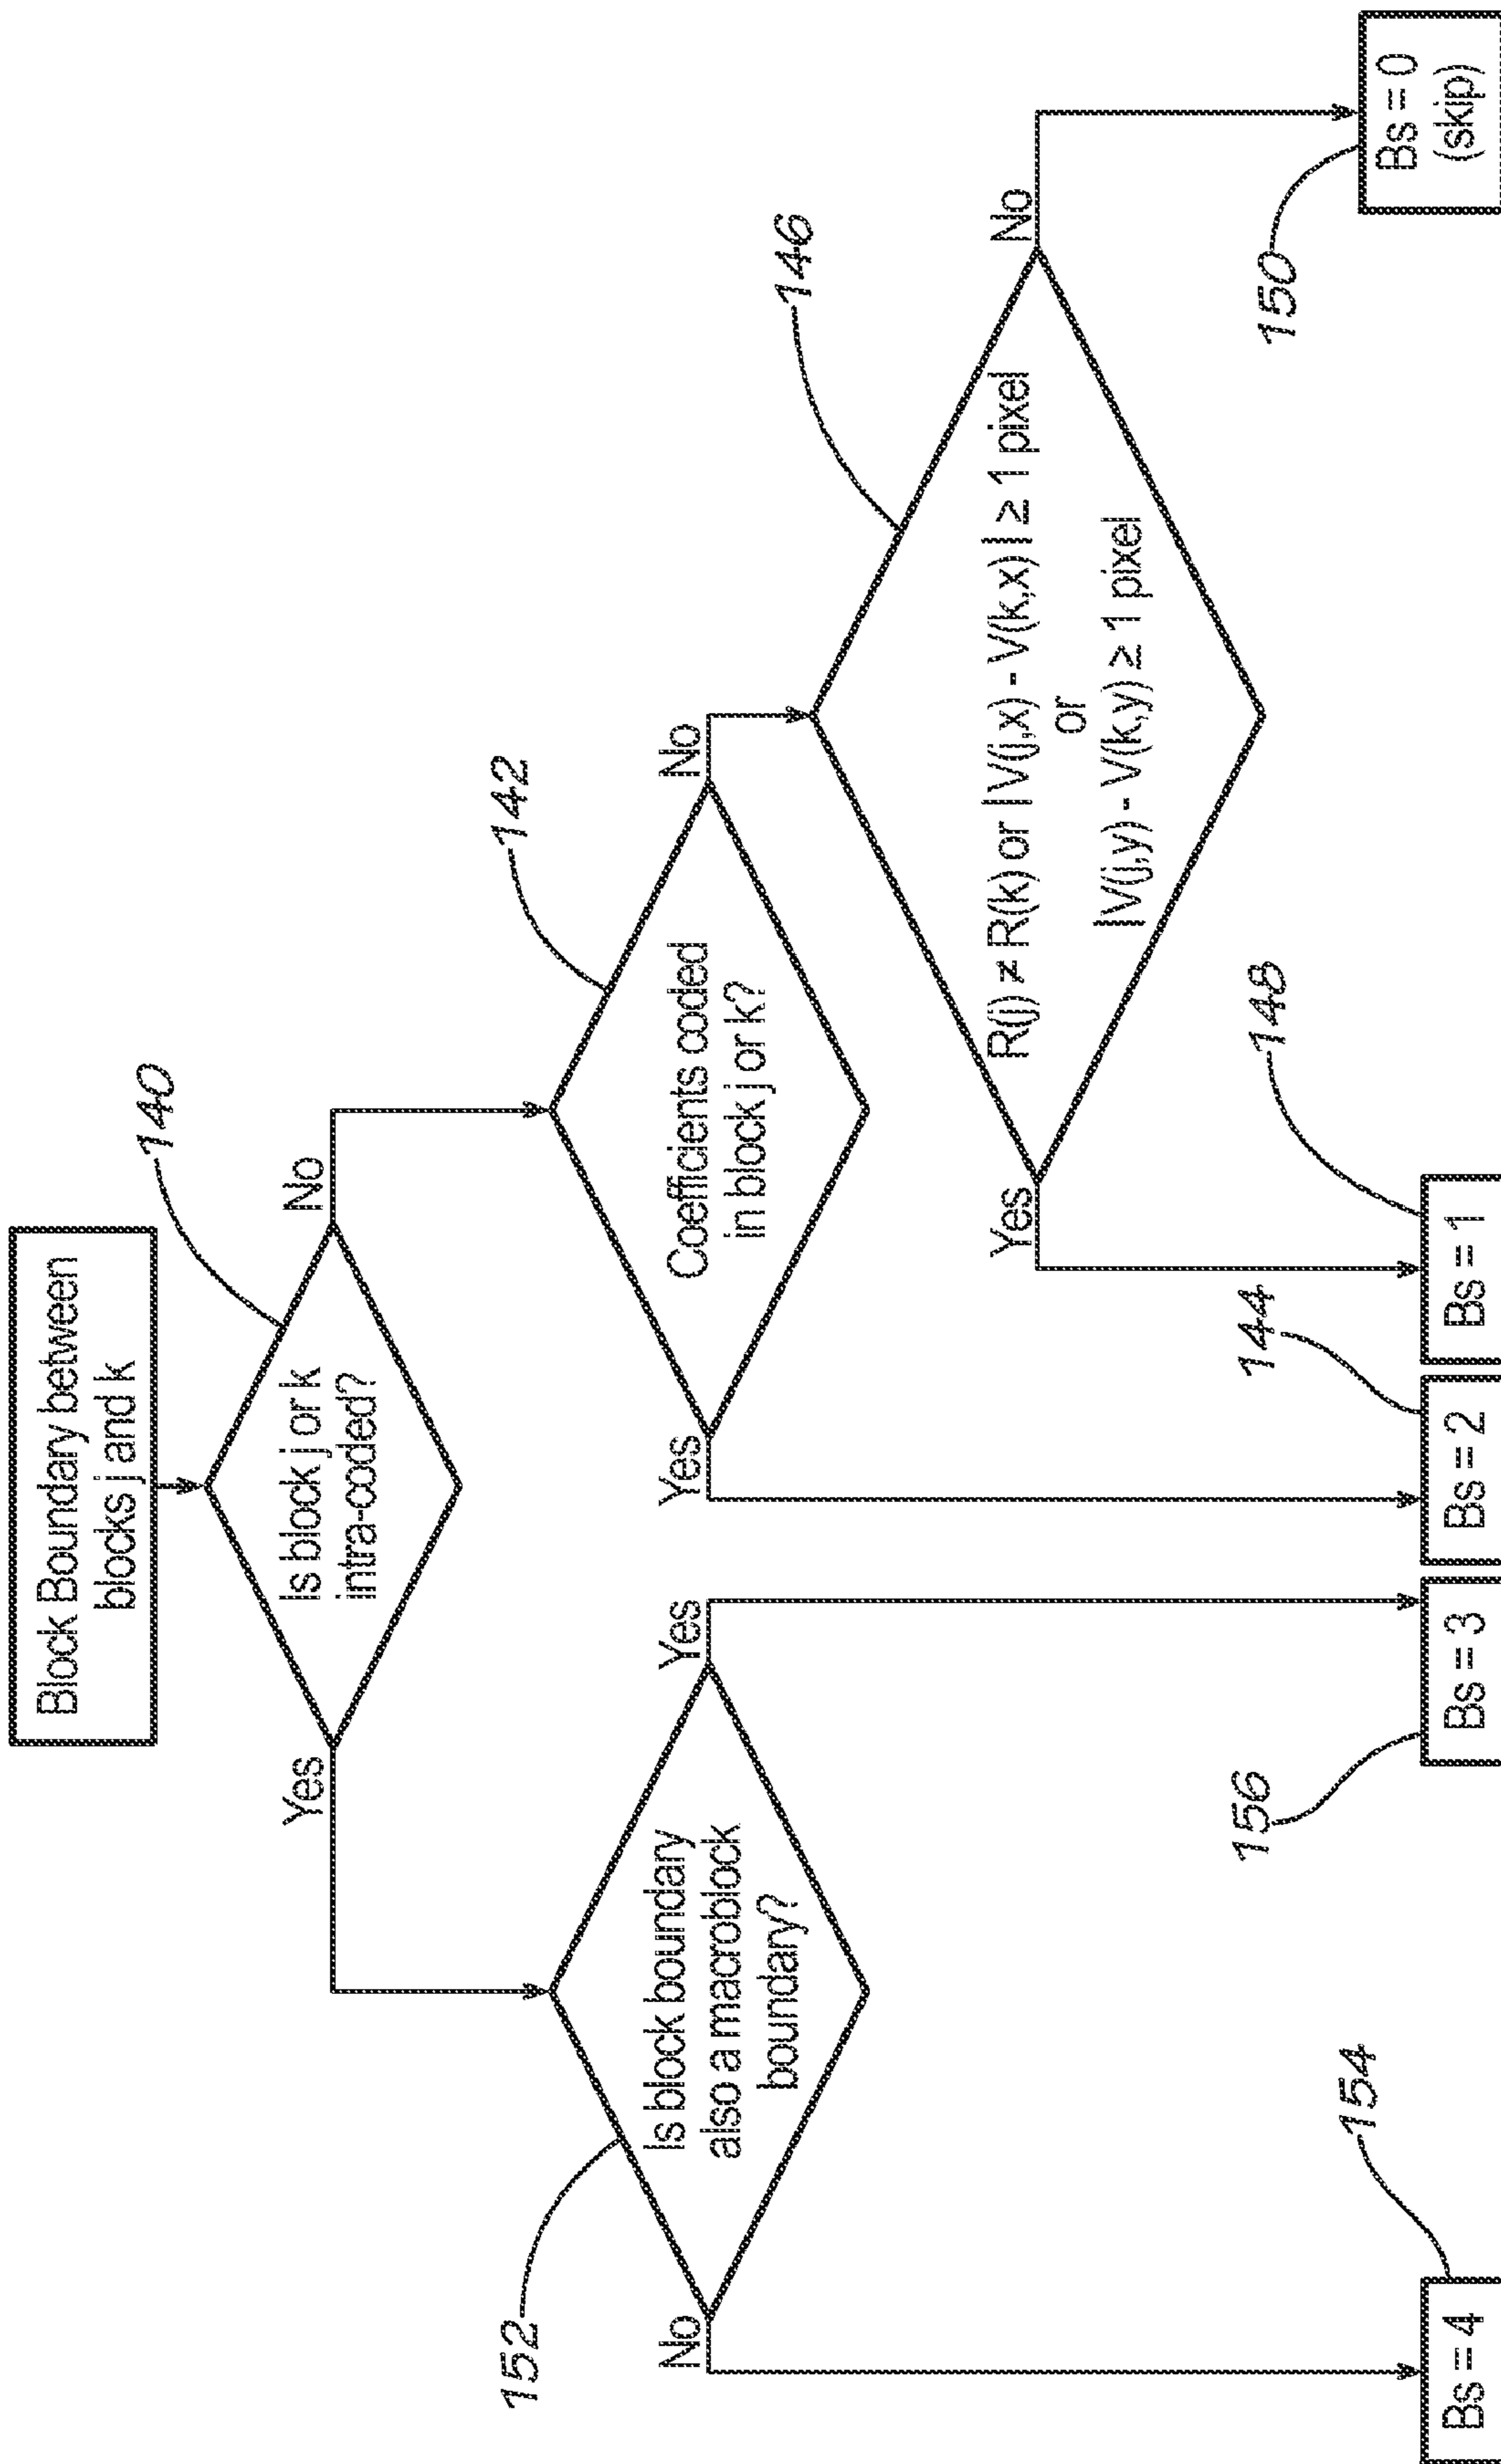 Block Boundary between
blocks j and k
140
Is block j or k
intra-coded?
Yes
No
152
Is block boundary
also a macroblock
boundary?
No
Yes
142
Coefficients coded
in block j or k?
Yes
No
146
R(j) ≠ R(k) or |V(j,x) - V(k,x)| ≥ 1 pixel
or
|V(j,y) - V(k,y) ≥ 1 pixel
Yes
No
154
Bs = 4
156
Bs = 3
144
Bs = 2
148
Bs = 1
150
Bs = 0
(skip)